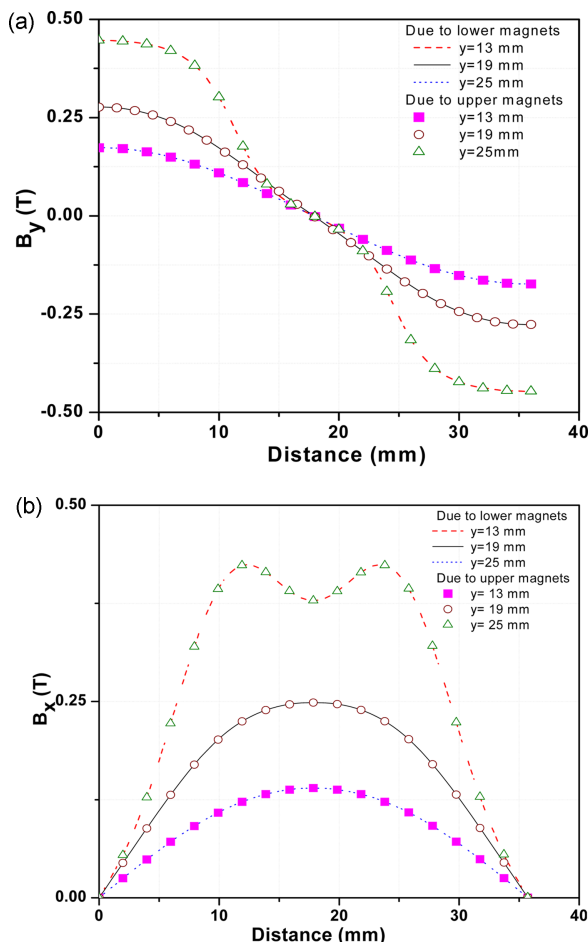 (a)
Due to lower magnets
y=13 mm
y=19 mm
y=25 mm
Due to upper magnets
y=13 mm
y=19 mm
y=25mm
0.50
0.25
0.00
-0.25
-0.50
By (T)
0 10 20 30 40
Distance (mm)
(b)
Due to lower magnets
y=13 mm
y=19 mm
y=25 mm
Due to upper magnets
y= 13 mm
y= 19 mm
y= 25 mm
0.50
0.25
0.00
Bx (T)
0 10 20 30 40
Distance (mm)